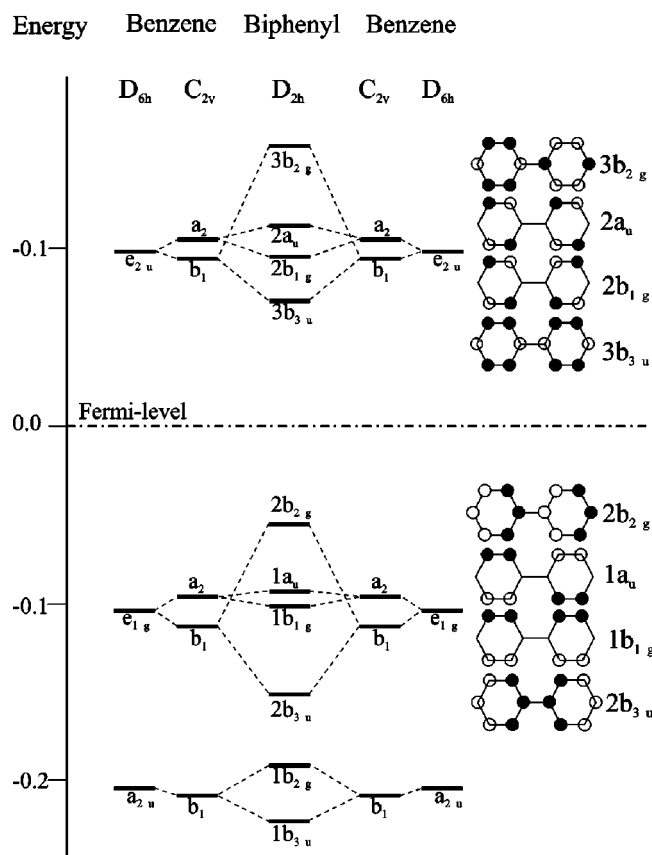 Energy Benzene Biphenyl Benzene
D6h C2v D2h C2v D6h
3b2 g 3b2 g
a2 2au a2 2au
-0.1 e2 u b1 2b1 g b1 e2 u 2b1 g
3b3 u 3b3 u
Fermi-level
0.0
2b2 g 2b2 g
a2 1au a2 1au
-0.1 e1 g b1 1b1 g b1 e1 g 1b1 g
2b3 u 2b3 u
-0.2 1b2 g
a2 u b1 b1 a2 u
1b3 u